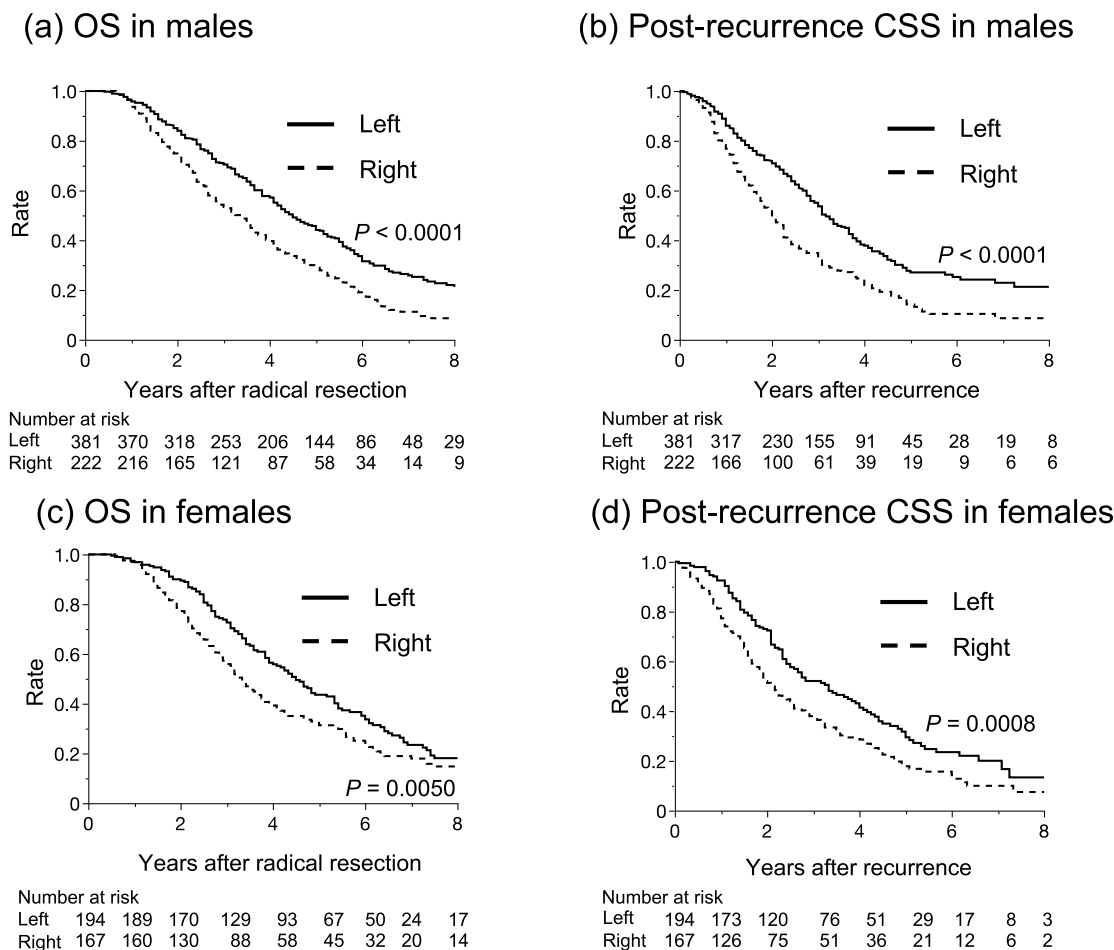 (a) OS in males
1.0
0.8
0.6
0.4
0.2
0
Rate
Left
Right
P < 0.0001
0 2 4 6 8
Years after radical resection
Number at risk
Left 381 370 318 253 206 144 86 48 29
Right 222 216 165 121 87 58 34 14 9
(b) Post-recurrence CSS in males
1.0
0.8
0.6
0.4
0.2
0
Rate
Left
Right
P < 0.0001
0 2 4 6 8
Years after recurrence
Number at risk
Left 381 317 230 155 91 45 28 19 8
Right 222 166 100 61 39 19 9 6 6
(c) OS in females
1.0
0.8
0.6
0.4
0.2
0
Rate
Left
Right
P = 0.0050
0 2 4 6 8
Years after radical resection
Number at risk
Left 194 189 170 129 93 67 50 24 17
Right 167 160 130 88 58 45 32 20 14
(d) Post-recurrence CSS in females
1.0
0.8
0.6
0.4
0.2
0
Rate
Left
Right
P = 0.0008
0 2 4 6 8
Years after recurrence
Number at risk
Left 194 173 120 76 51 29 17 8 3
Right 167 126 75 51 36 21 12 6 2